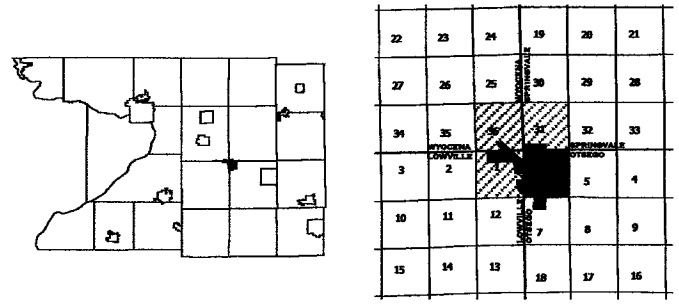 22 23 24 19 20 21
WYOCENA
SPRINGVALE
27 26 25 30 29 28
34 35 36 31 32 33
WYOCENA SPRINGVALE
LOWVILLE OTSEGO
3 2 1 5 4
10 11 12 7 8 9
LOWVILLE
OTSEGO
15 14 13 18 17 16